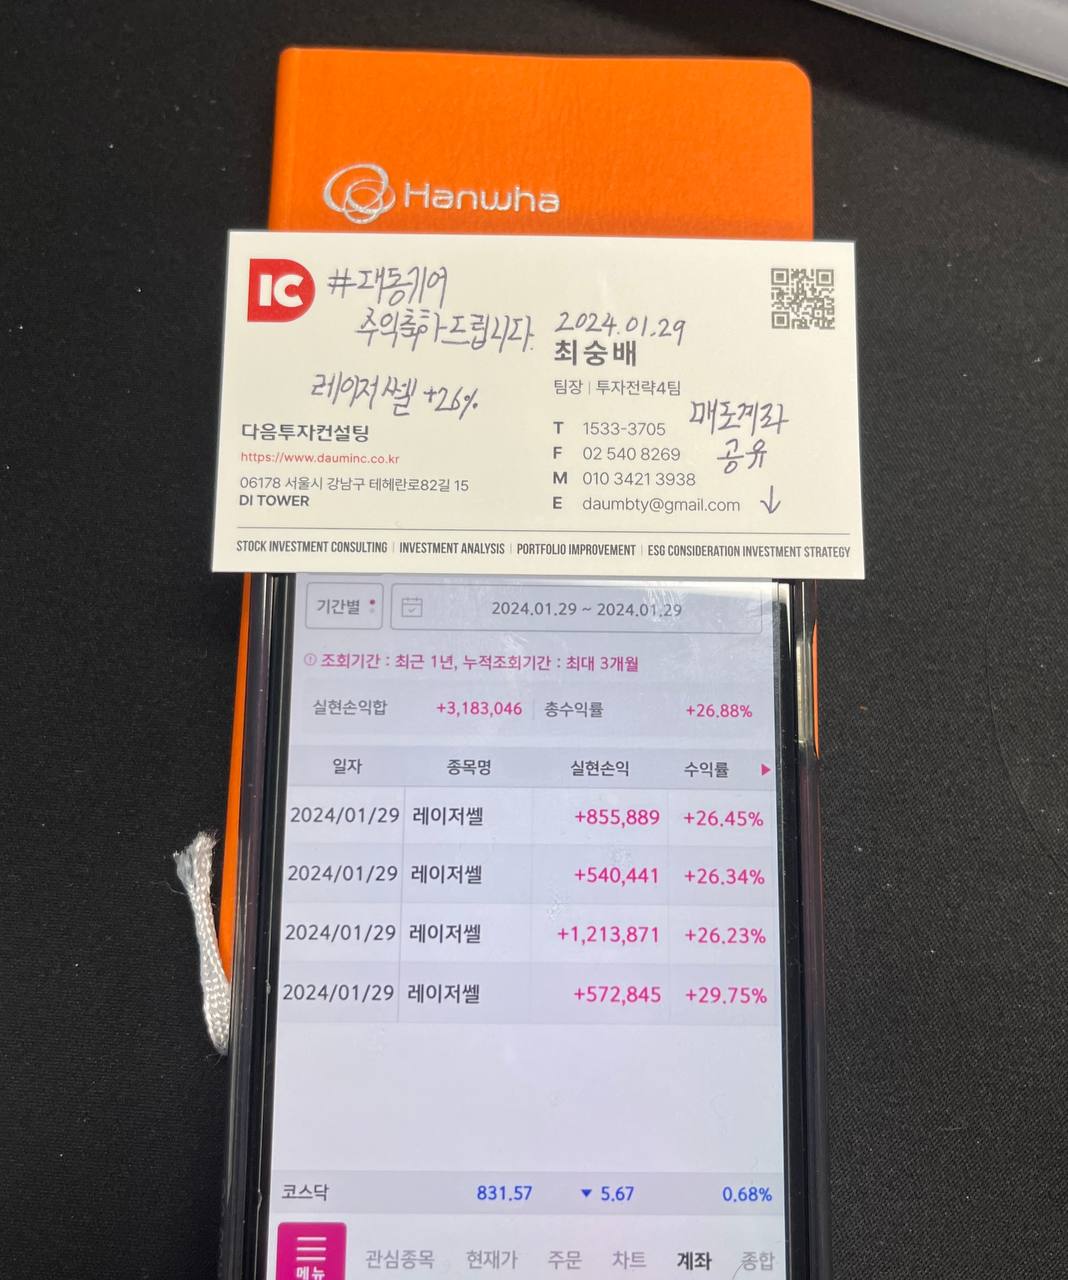 Hanwha
IC
#대동기어
수익축하드립니다.
레이저쎌 +26%
다음투자컨설팅
https://www.dauminc.co.kr
06178 서울시 강남구 테헤란로82길 15
DI TOWER
2024.01.29
최숭배
팀장 | 투자전략4팀
매도계좌
공유
↓
T 1533-3705
F 02 540 8269
M 010 3421 3938
E daumbty@gmail.com
STOCK INVESTMENT CONSULTING | INVESTMENT ANALYSIS | PORTFOLIO IMPROVEMENT | ESG CONSIDERATION INVESTMENT STRATEGY
기간별 2024.01.29 ~ 2024.01.29
조회기간 : 최근 1년, 누적조회기간 : 최대 3개월
실현손익합 +3,183,046 총수익률 +26.88%
일자 종목명 실현손익 수익률 ▶
2024/01/29 레이저쎌 +855,889 +26.45%
2024/01/29 레이저쎌 +540,441 +26.34%
2024/01/29 레이저쎌 +1,213,871 +26.23%
2024/01/29 레이저쎌 +572,845 +29.75%
코스닥 831.57 ▼ 5.67 0.68%
메뉴 관심종목 현재가 주문 차트 계좌 종합